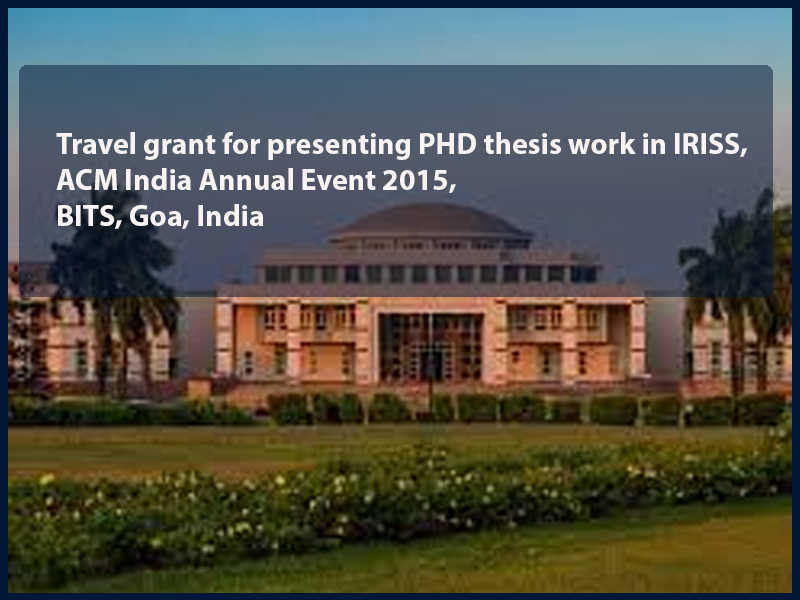 Travel grant for presenting PHD thesis work in IRISS,
ACM India Annual Event 2015,
BITS, Goa, India